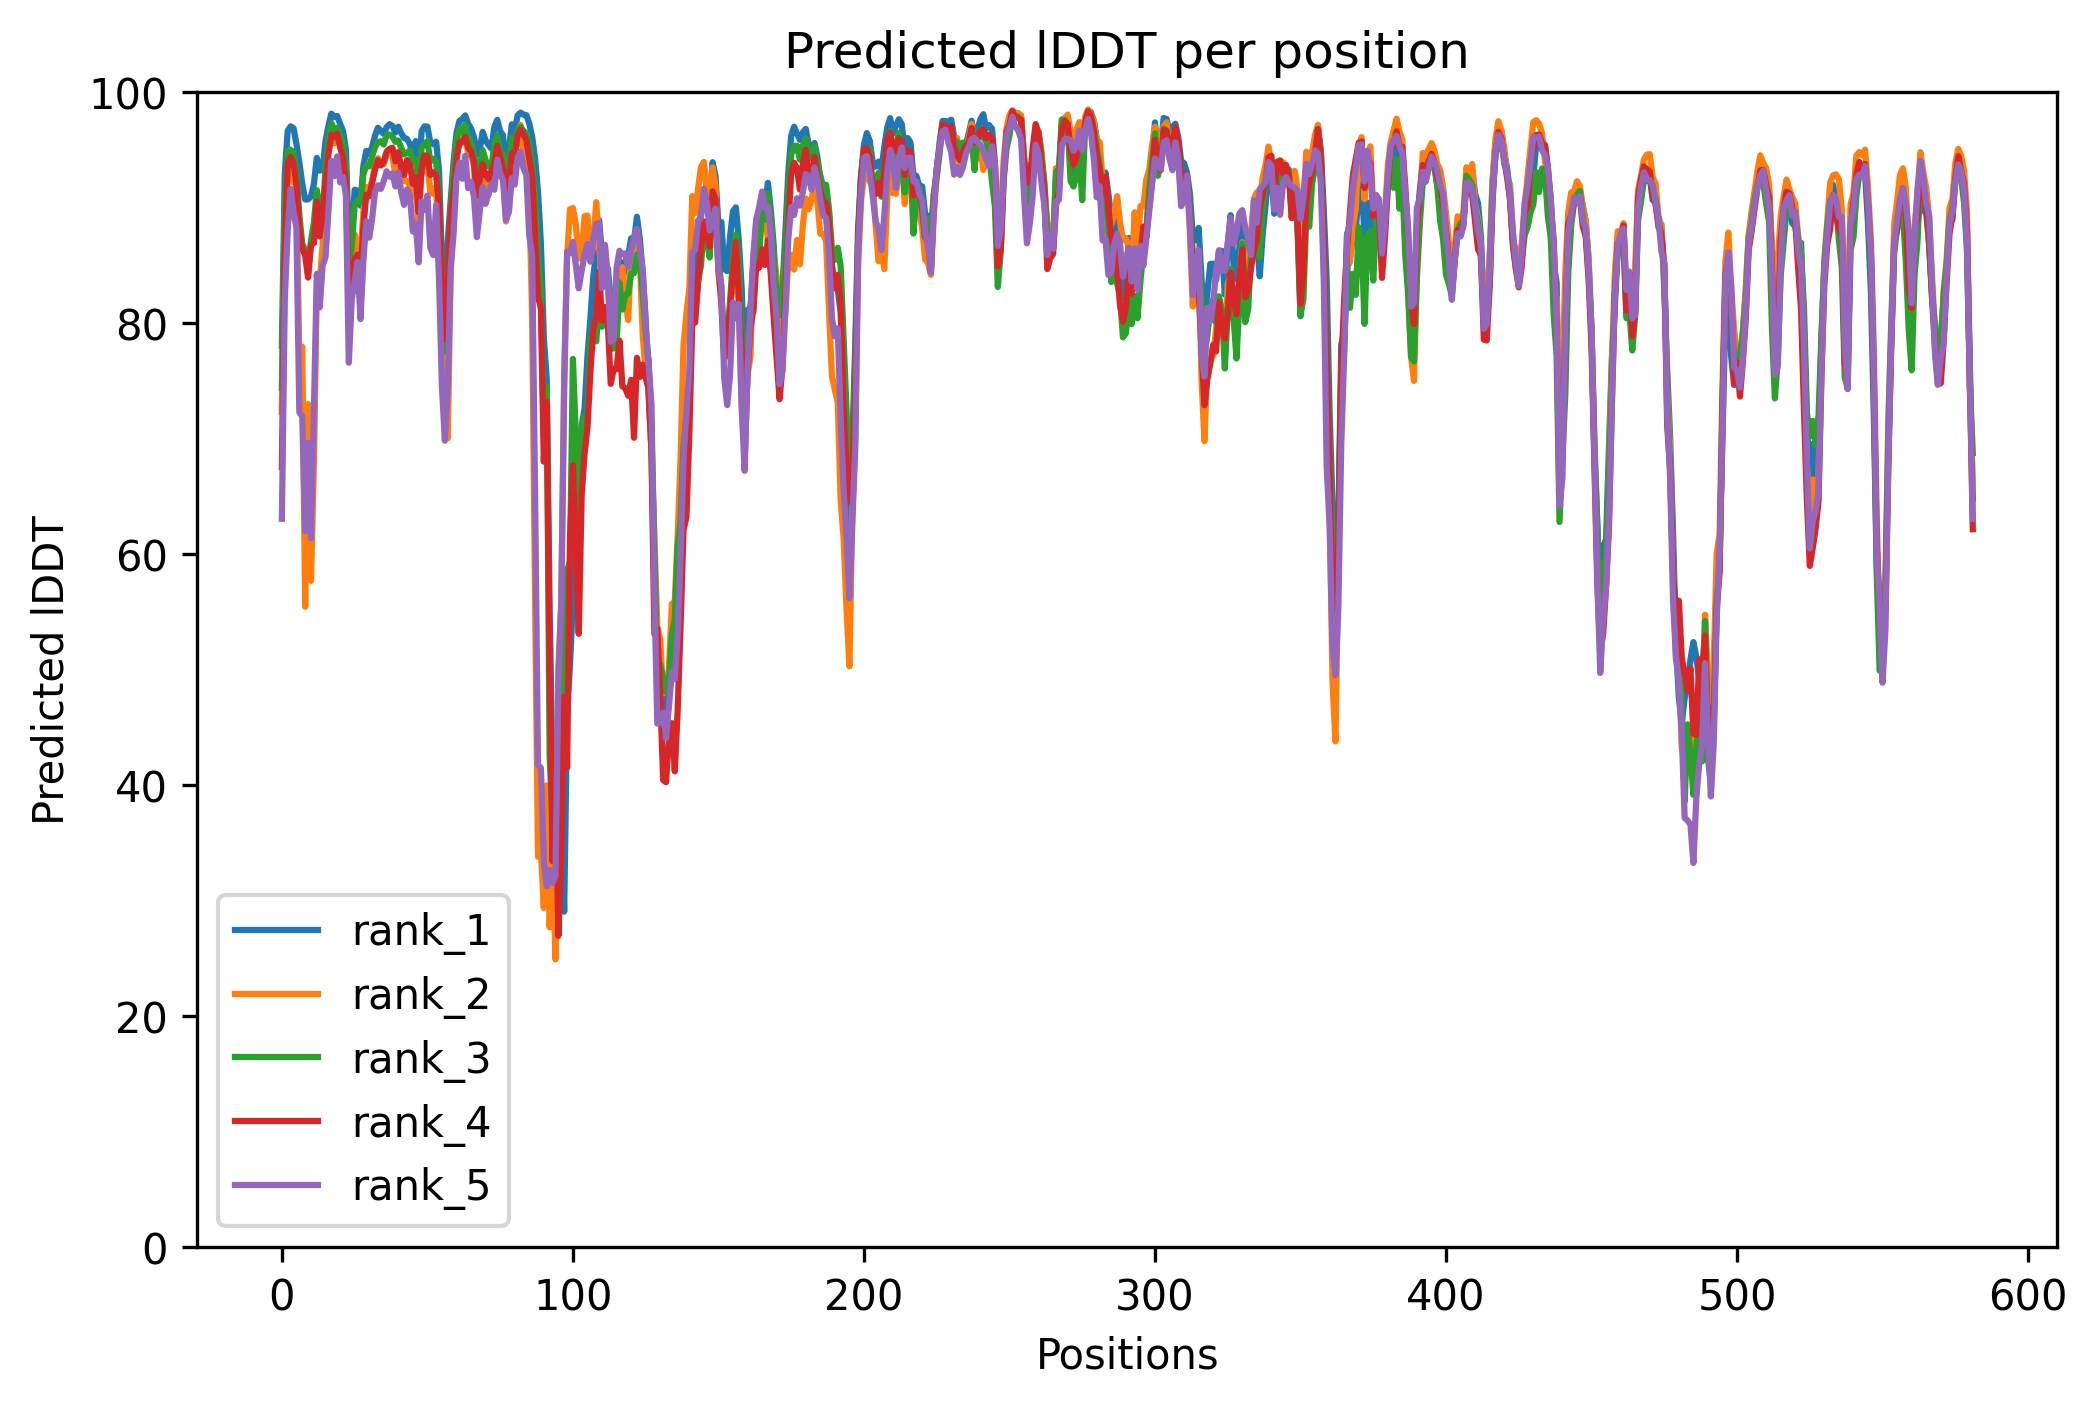 Predicted lDDT per position
100
80
60
40
20
0
Predicted lDDT
rank_1
rank_2
rank_3
rank_4
rank_5
0 100 200 300 400 500 600
Positions